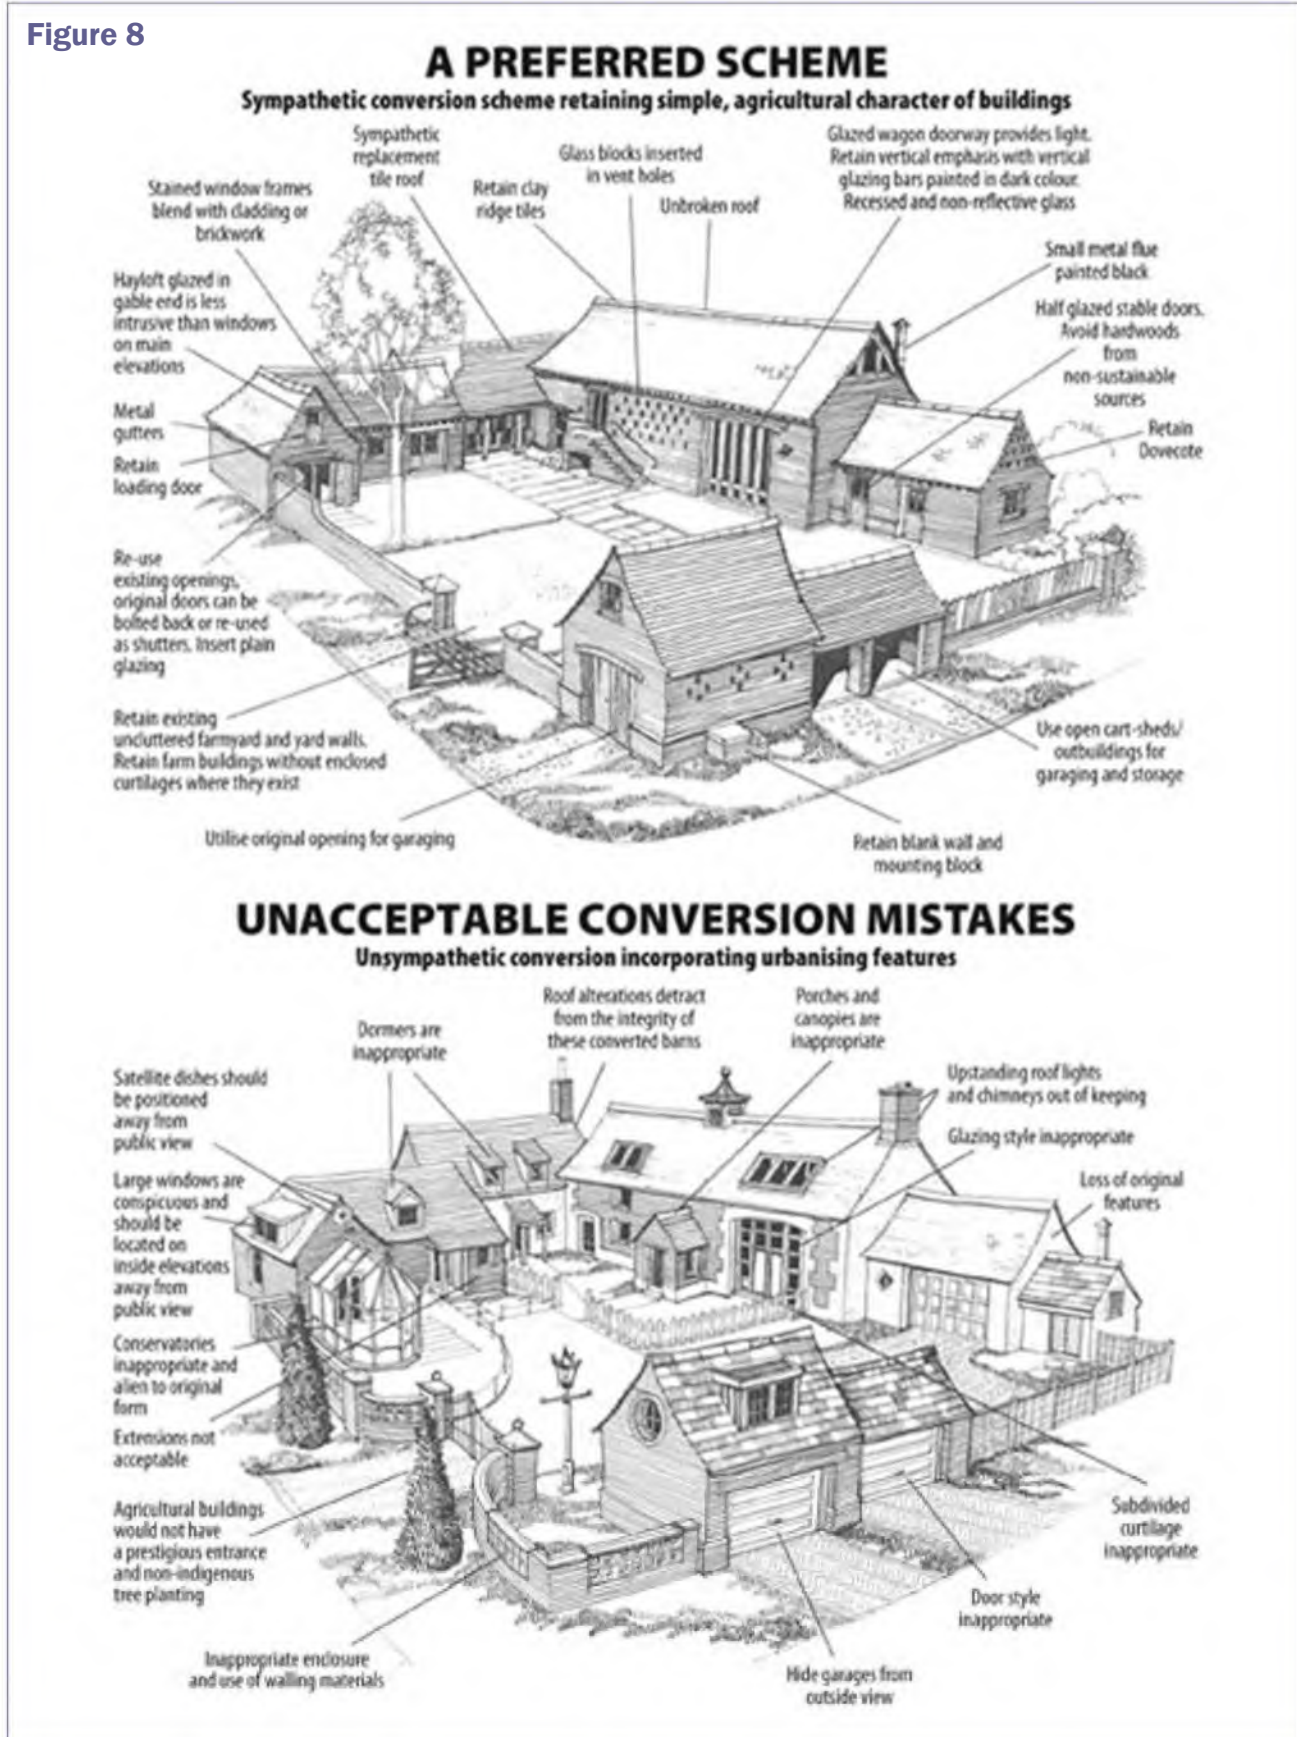 Figure 8
A PREFERRED SCHEME
Sympathetic conversion scheme retaining simple, agricultural character of buildings
Sympathetic
replacement
tile roof
Glass blocks inserted
in vent holes
Glazed wagon doorway provides light.
Retain vertical emphasis with vertical
glazing bars painted in dark colour.
Recessed and non-reflective glass
Stained window frames
blend with cladding or
brickwork
Retain clay
ridge tiles
Unbroken roof
Small metal flue
painted black
Hayloft glazed in
gable end is less
intrusive than windows
on main
elevations
Half glazed stable doors.
Avoid hardwoods
from
non-sustainable
sources
Metal
gutters
Retain
Dovecote
Retain
loading door
Re-use
existing openings,
original doors can be
bolted back or re-used
as shutters. Insert plain
glazing
Retain existing
uncluttered farmyard and yard walls.
Retain farm buildings without enclosed
curtilages where they exist
Use open cart-sheds/
outbuildings for
garaging and storage
Utilise original opening for garaging
Retain blank wall and
mounting block
UNACCEPTABLE CONVERSION MISTAKES
Unsympathetic conversion incorporating urbanising features
Dormers are
inappropriate
Roof alterations detract
from the integrity of
these converted barns
Porches and
canopies are
inappropriate
Satellite dishes should
be positioned
away from
public view
Upstanding roof lights
and chimneys out of keeping
Glazing style inappropriate
Large windows are
conspicuous and
should be
located on
inside elevations
away from
public view
Loss of original
features
Conservatories
inappropriate and
alien to original
form
Extensions not
acceptable
Agricultural buildings
would not have
a prestigious entrance
and non-indigenous
tree planting
Subdivided
curtilage
inappropriate
Door style
inappropriate
Inappropriate enclosure
and use of walling materials
Hide garages from
outside view